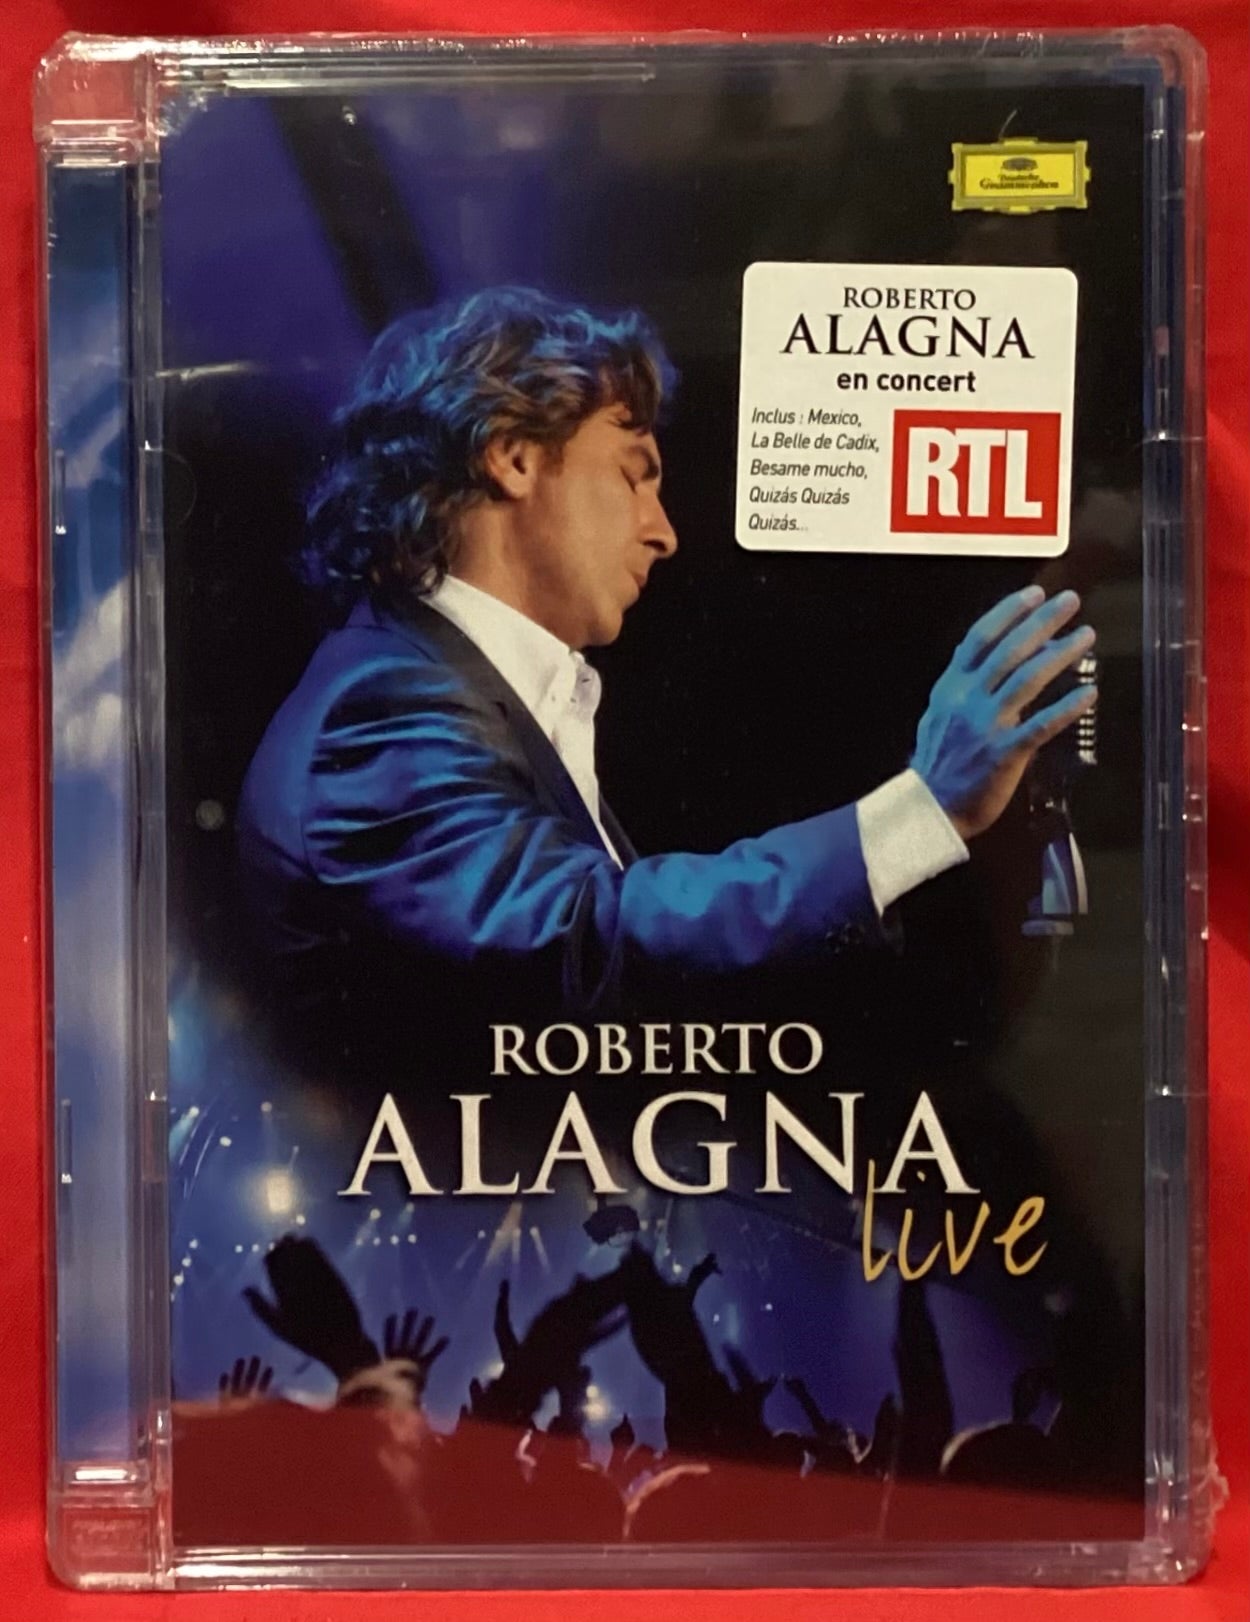 Deutsche
Grammophon
ROBERTO
ALAGNA
en concert
Inclus : Mexico,
La Belle de Cadix,
Besame mucho,
Quizás Quizás
Quizás...
RTL
ROBERTO
ALAGNA
live